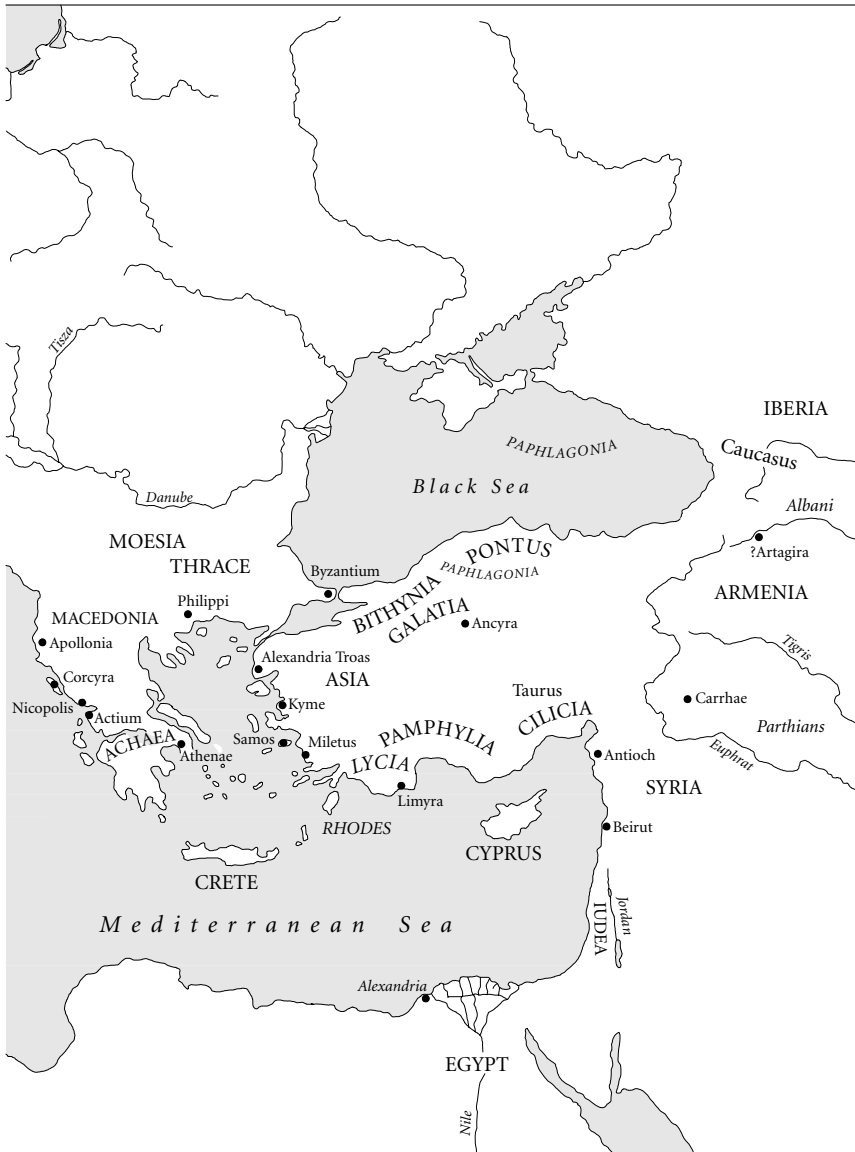 Tisza
IBERIA
PAPHLAGONIA
Caucasus
Black Sea
Danube
Albani
MOESIA
PONTUS
?Artagira
THRACE
Byzantium
PAPHLAGONIA
ARMENIA
Philippi
BITHYNIA
MACEDONIA
GALATIA
Ancyra
Apollonia
Tigris
Alexandria Troas
Corcyra
ASIA
Taurus
Carrhae
Nicopolis
Kyme
CILICIA
Actium
Parthians
ACHAEA
Samos
Miletus
PAMPHYLIA
Athenae
Antioch
Euphrat
LYCIA
SYRIA
Limyra
RHODES
Beirut
CYPRUS
CRETE
IUDEA
Jordan
Mediterranean Sea
Alexandria
EGYPT
Nile